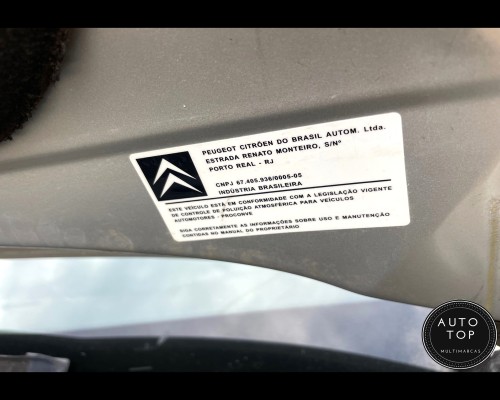 PEUGEOT CITRÖEN DO BRASIL AUTOM. Ltda.
ESTRADA RENATO MONTEIRO, S/Nº
PORTO REAL - RJ
CNPJ 67.405.936/0005-05
INDÚSTRIA BRASILEIRA
ESTE VEÍCULO ESTÁ EM CONFORMIDADE COM A LEGISLAÇÃO VIGENTE
DE CONTROLE DE POLUIÇÃO ATMOSFÉRICA PARA VEÍCULOS
AUTOMOTORES - PROCONVE.
SIGA CORRETAMENTE AS INFORMAÇÕES SOBRE USO E MANUTENÇÃO
CONTIDAS NO MANUAL DO PROPRIETÁRIO
AUTO
TOP
MULTIMARCAS